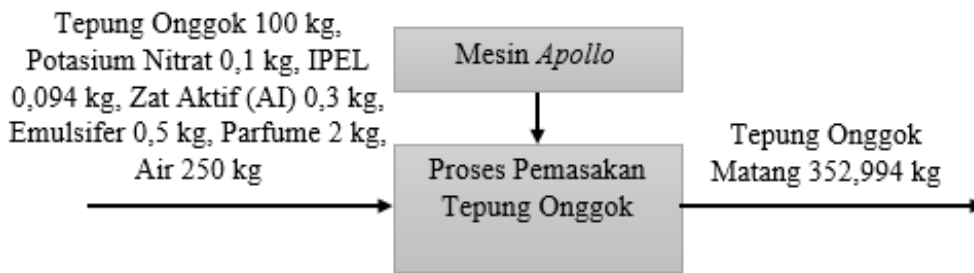 Tepung Onggok 100 kg,
Potasium Nitrat 0,1 kg, IPEL
0,094 kg, Zat Aktif (AI) 0,3 kg,
Emulsifer 0,5 kg, Parfume 2 kg,
Air 250 kg
Mesin Apollo
Proses Pemasakan
Tepung Onggok
Tepung Onggok
Matang 352,994 kg